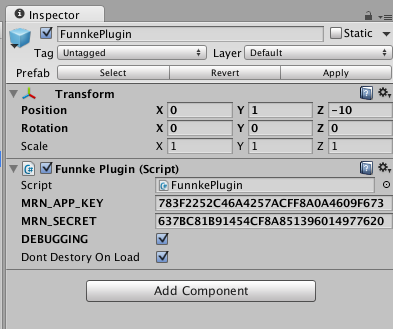 Inspector
FunnkePlugin Static
Tag Untagged Layer Default
Prefab Select Revert Apply
Transform
Position X 0 Y 1 Z -10
Rotation X 0 Y 0 Z 0
Scale X 1 Y 1 Z 1
Funnke Plugin (Script)
Script FunnkePlugin
MRN_APP_KEY 783F2252C46A4257ACFF8A0A4609F673
MRN_SECRET 637BC81B91454CF8A851396014977620
DEBUGGING
Dont Destory On Load
Add Component